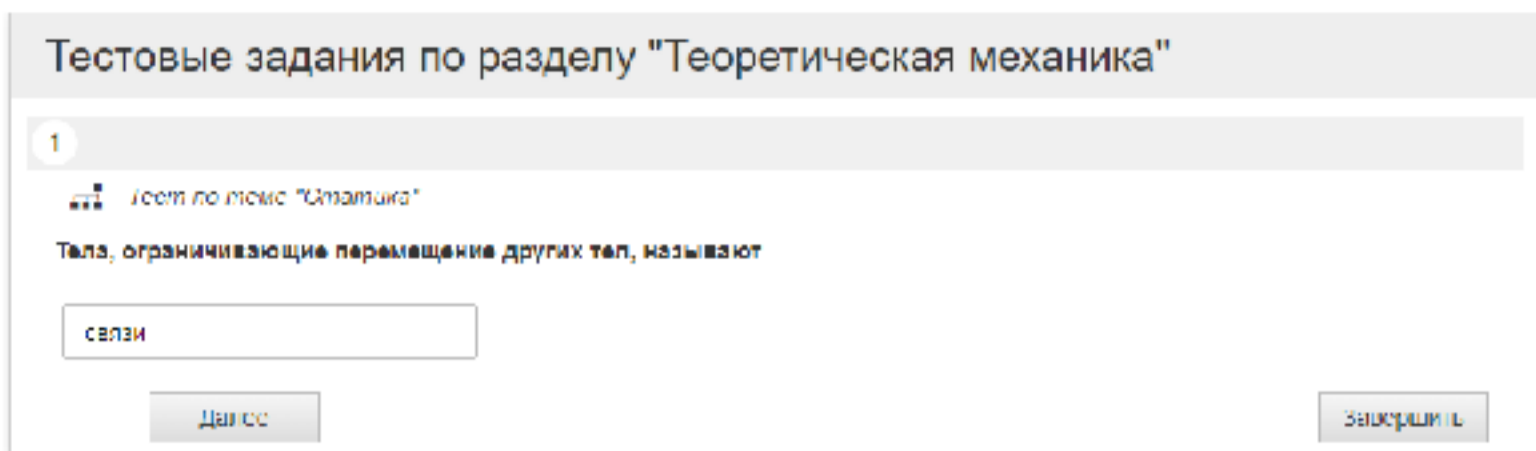 Тестовые задания по разделу "Теоретическая механика"
1
Тест по теме "Статика"
Тела, ограничивающие перемещение других тел, называют
связи
Далее
Завершить